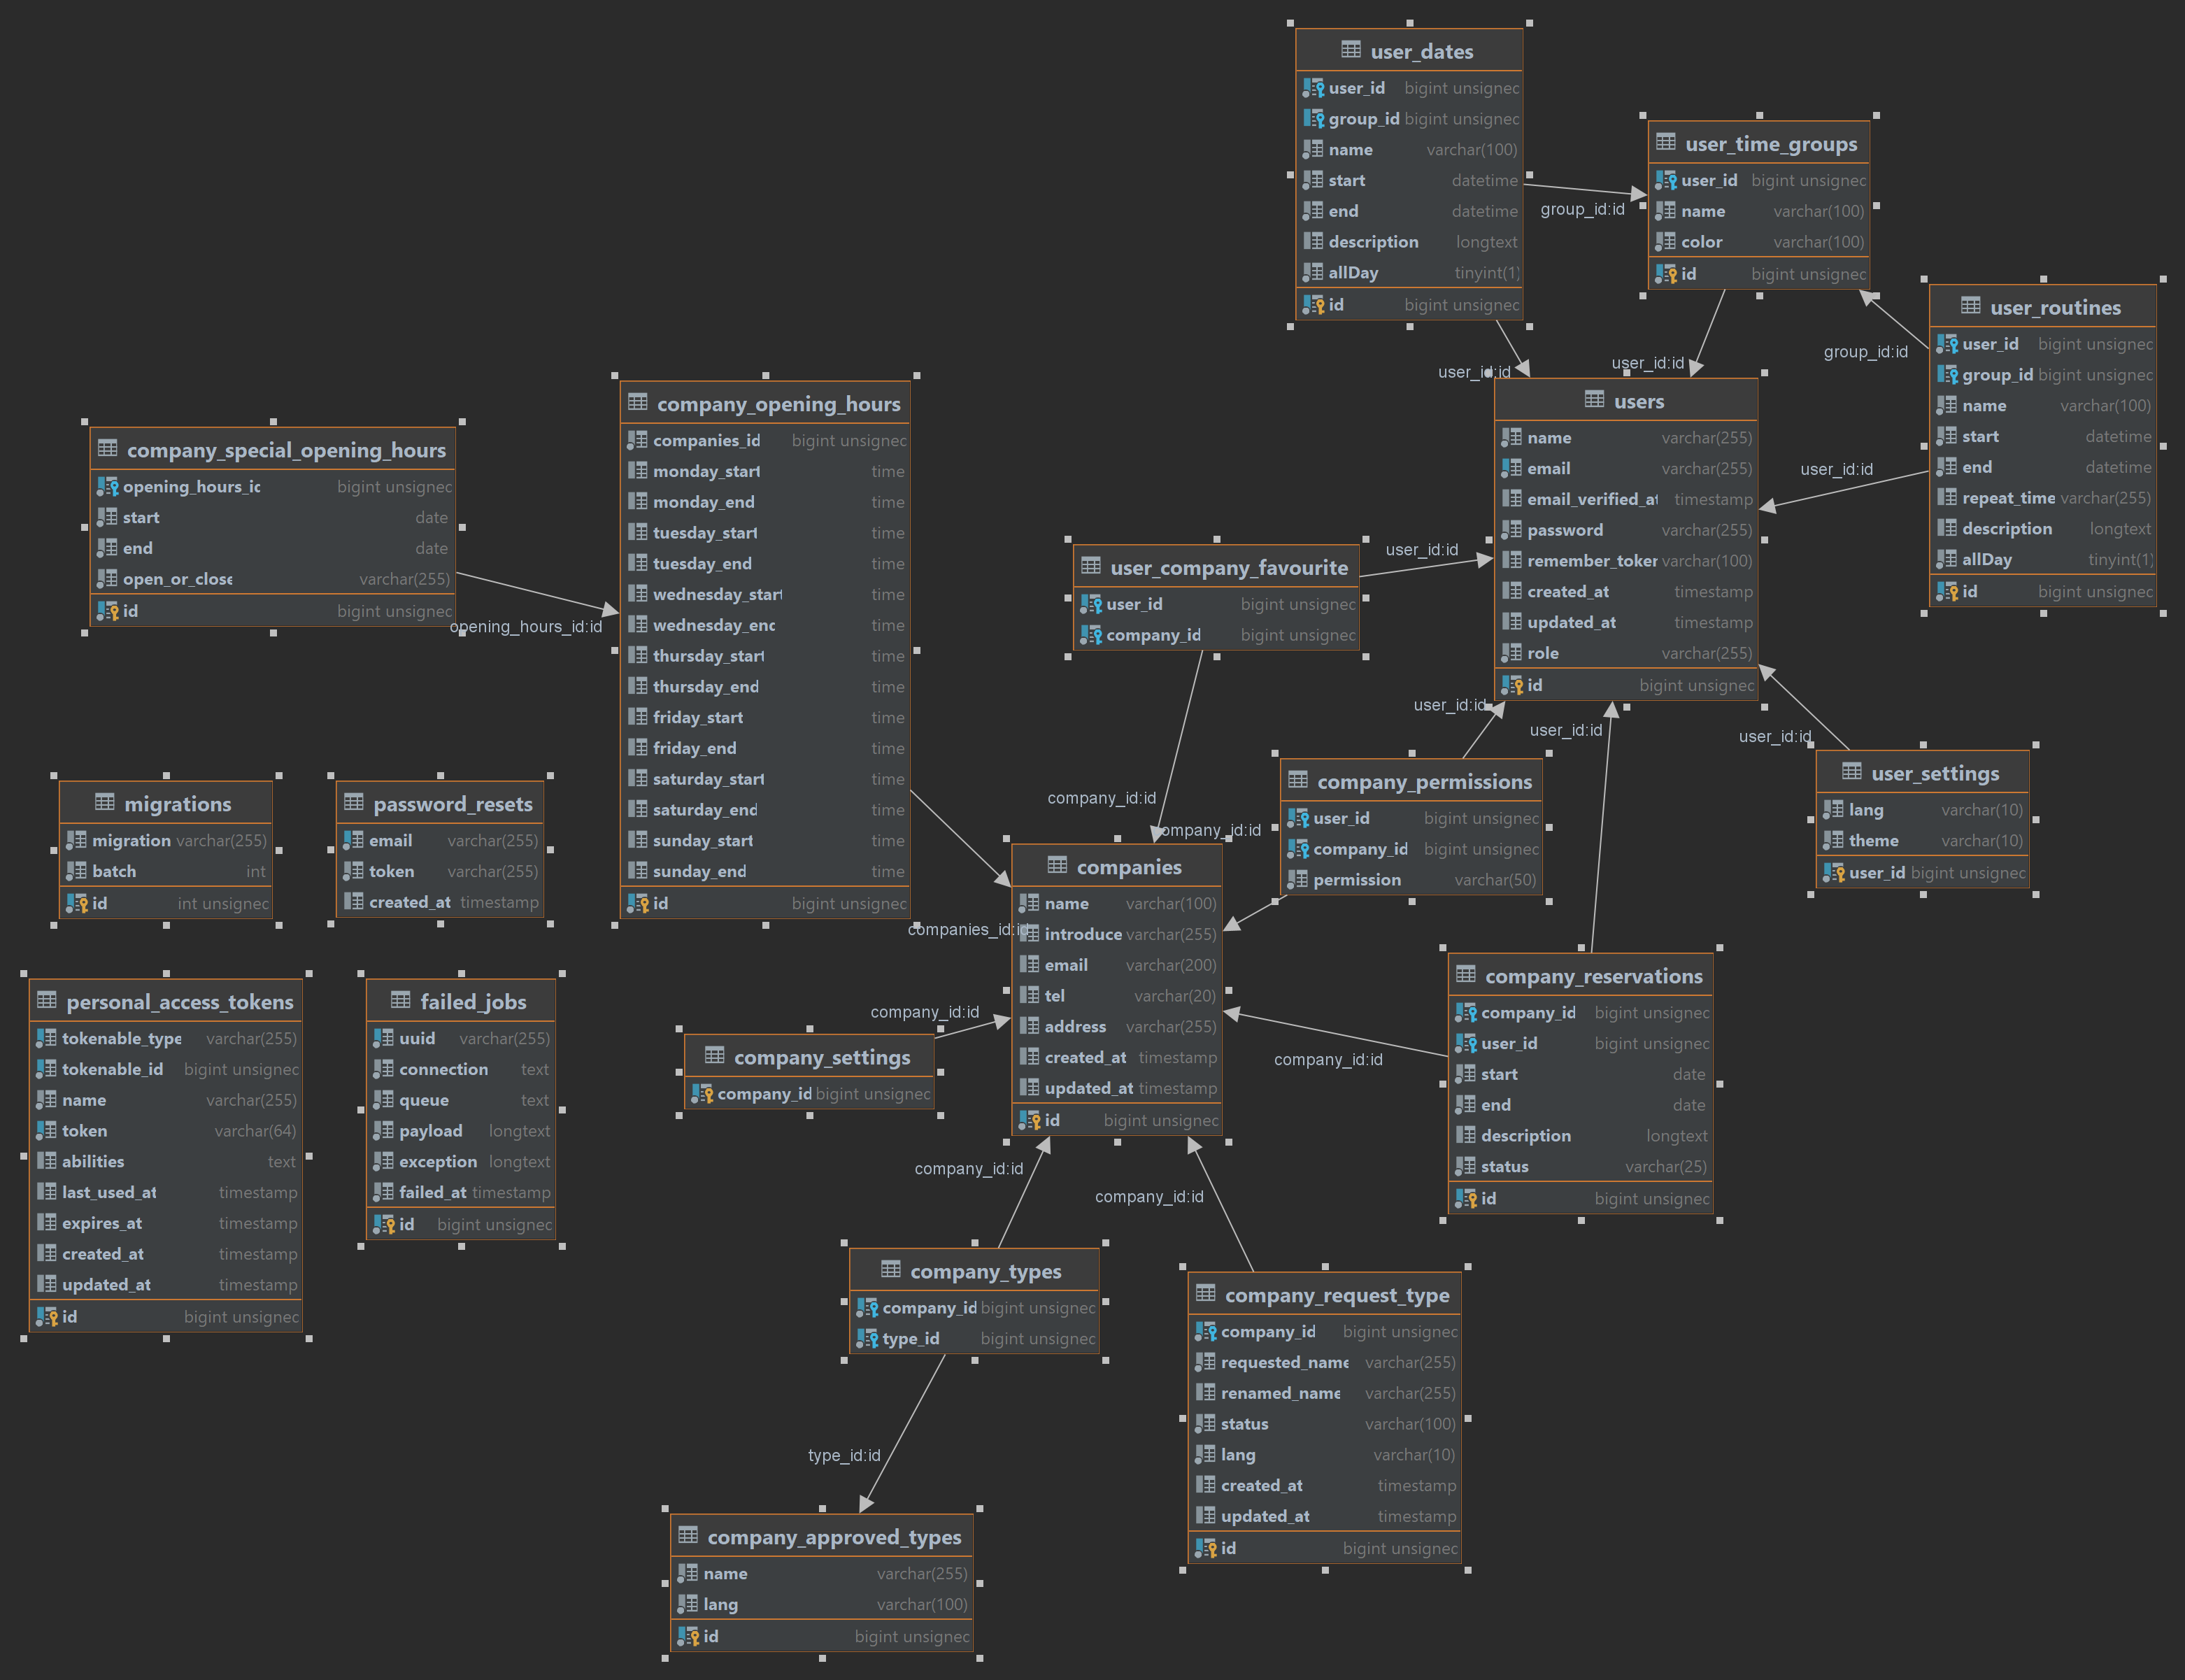 user_dates
user_id bigint unsignec
group_id bigint unsignec
name varchar(100)
start datetime
end datetime
description longtext
allDay tinyint(1)
id bigint unsignec
group_id:id
user_time_groups
user_id bigint unsignec
name varchar(100)
color varchar(100)
id bigint unsignec
user_routines
user_id bigint unsignec
group_id bigint unsignec
name varchar(100)
start datetime
end datetime
repeat_time varchar(255)
description longtext
allDay tinyint(1)
id bigint unsignec
group_id:id
user_id:id
user_id:id
user_id:id
users
name varchar(255)
email varchar(255)
email_verified_at timestamp
password varchar(255)
remember_token varchar(100)
created_at timestamp
updated_at timestamp
role varchar(255)
id bigint unsignec
company_special_opening_hours
opening_hours_id bigint unsignec
start date
end date
open_or_close varchar(255)
id bigint unsignec
opening_hours_id:id
company_opening_hours
companies_id bigint unsignec
monday_start time
monday_end time
tuesday_start time
tuesday_end time
wednesday_start time
wednesday_end time
thursday_start time
thursday_end time
friday_start time
friday_end time
saturday_start time
saturday_end time
sunday_start time
sunday_end time
id bigint unsignec
companies_id:id
user_company_favourite
user_id bigint unsignec
company_id bigint unsignec
user_id:id
company_id:id
company_permissions
user_id bigint unsignec
company_id bigint unsignec
permission varchar(50)
user_id:id
company_id:id
user_id:id
user_id:id
user_settings
lang varchar(10)
theme varchar(10)
user_id bigint unsignec
migrations
migration varchar(255)
batch int
id int unsignec
password_resets
email varchar(255)
token varchar(255)
created_at timestamp
companies
name varchar(100)
introduce varchar(255)
email varchar(200)
tel varchar(20)
address varchar(255)
created_at timestamp
updated_at timestamp
id bigint unsignec
company_reservations
company_id bigint unsignec
user_id bigint unsignec
start date
end date
description longtext
status varchar(25)
id bigint unsignec
company_id:id
personal_access_tokens
tokenable_type varchar(255)
tokenable_id bigint unsignec
name varchar(255)
token varchar(64)
abilities text
last_used_at timestamp
expires_at timestamp
created_at timestamp
updated_at timestamp
id bigint unsignec
failed_jobs
uuid varchar(255)
connection text
queue text
payload longtext
exception longtext
failed_at timestamp
id bigint unsignec
company_id:id
company_settings
company_id bigint unsignec
company_id:id
company_id:id
company_types
company_id bigint unsignec
type_id bigint unsignec
type_id:id
company_request_type
company_id bigint unsignec
requested_name varchar(255)
renamed_name varchar(255)
status varchar(100)
lang varchar(10)
created_at timestamp
updated_at timestamp
id bigint unsignec
company_approved_types
name varchar(255)
lang varchar(100)
id bigint unsignec